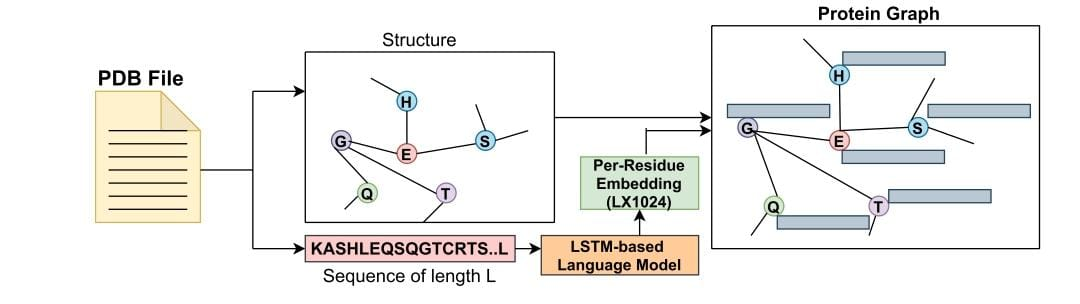 PDB File
Structure
H
G
E
S
Q
T
KASHLEQSQGTCRTS..L
Sequence of length L
LSTM-based
Language Model
Per-Residue
Embedding
(LX1024)
Protein Graph
H
G
E
S
Q
T